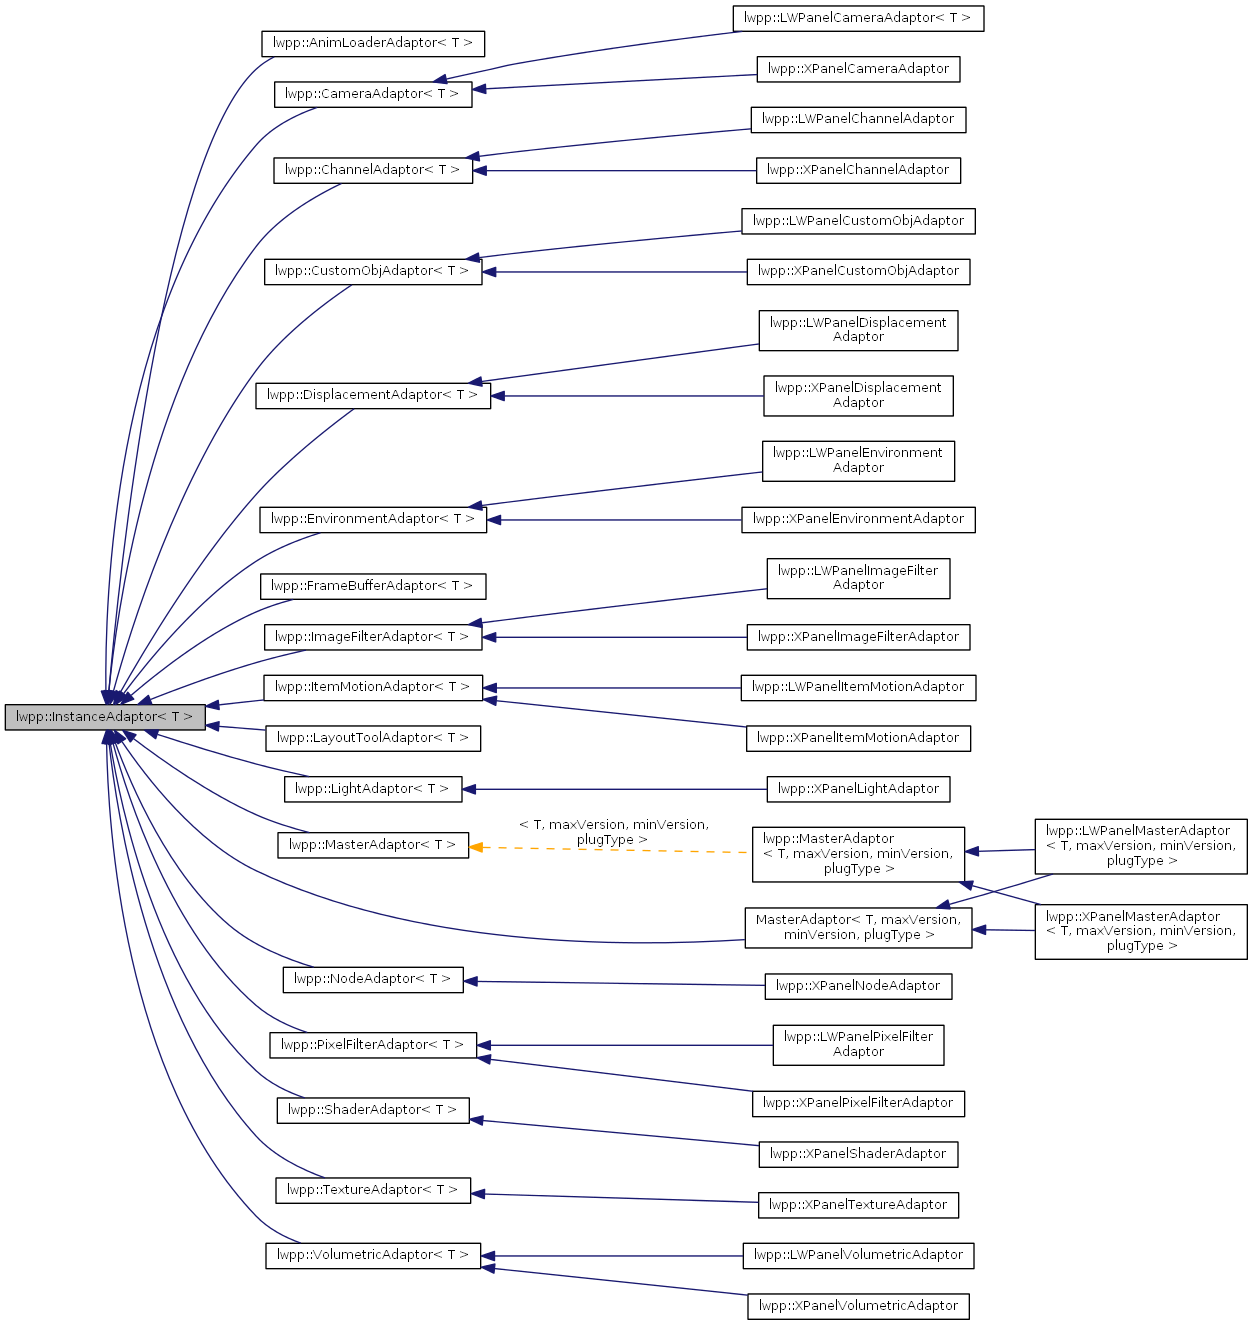 lwpp::LWPanelCameraAdaptor< T >
lwpp::AnimLoaderAdaptor< T >
lwpp::XPanelCameraAdaptor
lwpp::CameraAdaptor< T >
lwpp::LWPanelChannelAdaptor
lwpp::ChannelAdaptor< T >
lwpp::XPanelChannelAdaptor
lwpp::LWPanelCustomObjAdaptor
lwpp::CustomObjAdaptor< T >
lwpp::XPanelCustomObjAdaptor
lwpp::LWPanelDisplacement
Adaptor
lwpp::DisplacementAdaptor< T >
lwpp::XPanelDisplacement
Adaptor
lwpp::LWPanelEnvironment
Adaptor
lwpp::EnvironmentAdaptor< T >
lwpp::XPanelEnvironmentAdaptor
lwpp::FrameBufferAdaptor< T >
lwpp::LWPanelImageFilter
Adaptor
lwpp::ImageFilterAdaptor< T >
lwpp::XPanelImageFilterAdaptor
lwpp::ItemMotionAdaptor< T >
lwpp::LWPanelItemMotionAdaptor
lwpp::InstanceAdaptor< T >
lwpp::LayoutToolAdaptor< T >
lwpp::XPanelItemMotionAdaptor
lwpp::LightAdaptor< T >
lwpp::XPanelLightAdaptor
lwpp::MasterAdaptor< T >
< T, maxVersion, minVersion,
plugType >
lwpp::MasterAdaptor
< T, maxVersion, minVersion,
plugType >
lwpp::LWPanelMasterAdaptor
< T, maxVersion, minVersion,
plugType >
MasterAdaptor< T, maxVersion,
minVersion, plugType >
lwpp::XPanelMasterAdaptor
< T, maxVersion, minVersion,
plugType >
lwpp::NodeAdaptor< T >
lwpp::XPanelNodeAdaptor
lwpp::PixelFilterAdaptor< T >
lwpp::LWPanelPixelFilter
Adaptor
lwpp::XPanelPixelFilterAdaptor
lwpp::ShaderAdaptor< T >
lwpp::XPanelShaderAdaptor
lwpp::TextureAdaptor< T >
lwpp::XPanelTextureAdaptor
lwpp::VolumetricAdaptor< T >
lwpp::LWPanelVolumetricAdaptor
lwpp::XPanelVolumetricAdaptor